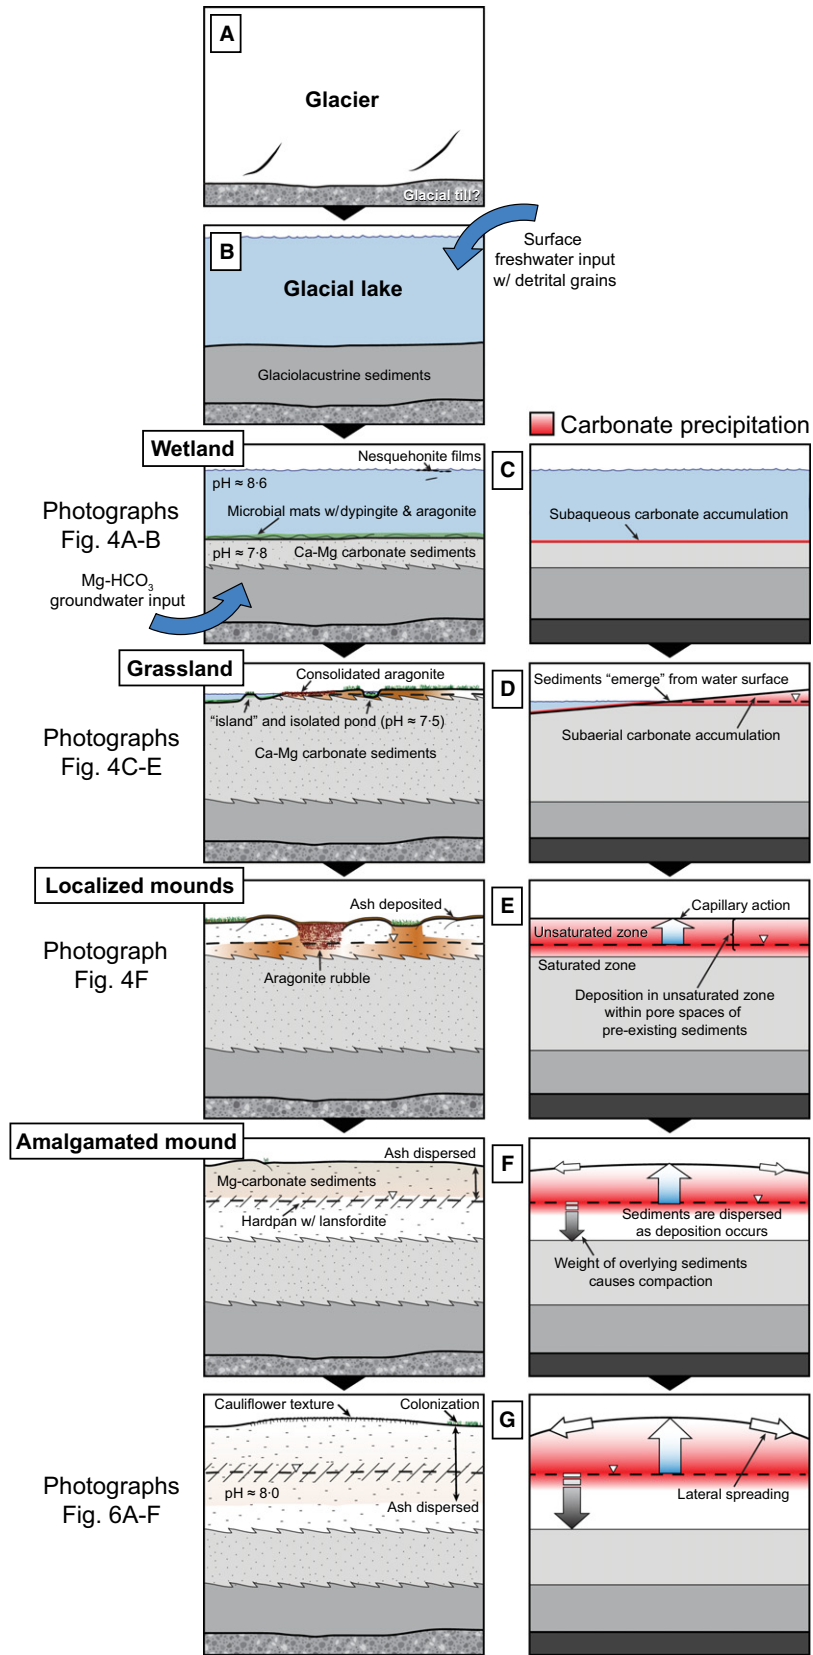 A
Glacier
Glacial till?
B
Surface
freshwater input
w/ detrital grains
Glacial lake
Glaciolacustrine sediments
Carbonate precipitation
Wetland
Nesquehonite films
pH ≈ 8·6
Photographs
Fig. 4A-B
Microbial mats w/dypingite & aragonite
pH ≈ 7·8
Ca-Mg carbonate sediments
Mg-HCO3
groundwater input
C
Subaqueous carbonate accumulation
Grassland
Consolidated aragonite
"island" and isolated pond (pH ≈ 7·5)
Photographs
Fig. 4C-E
Ca-Mg carbonate sediments
D
Sediments "emerge" from water surface
Subaerial carbonate accumulation
Localized mounds
Ash deposited
Photograph
Fig. 4F
Aragonite rubble
E
Capillary action
Unsaturated zone
Saturated zone
Deposition in unsaturated zone
within pore spaces of
pre-existing sediments
Amalgamated mound
Ash dispersed
Mg-carbonate sediments
Hardpan w/ lansfordite
F
Sediments are dispersed
as deposition occurs
Weight of overlying sediments
causes compaction
Cauliflower texture
Colonization
Photographs
Fig. 6A-F
pH ≈ 8·0
Ash dispersed
G
Lateral spreading